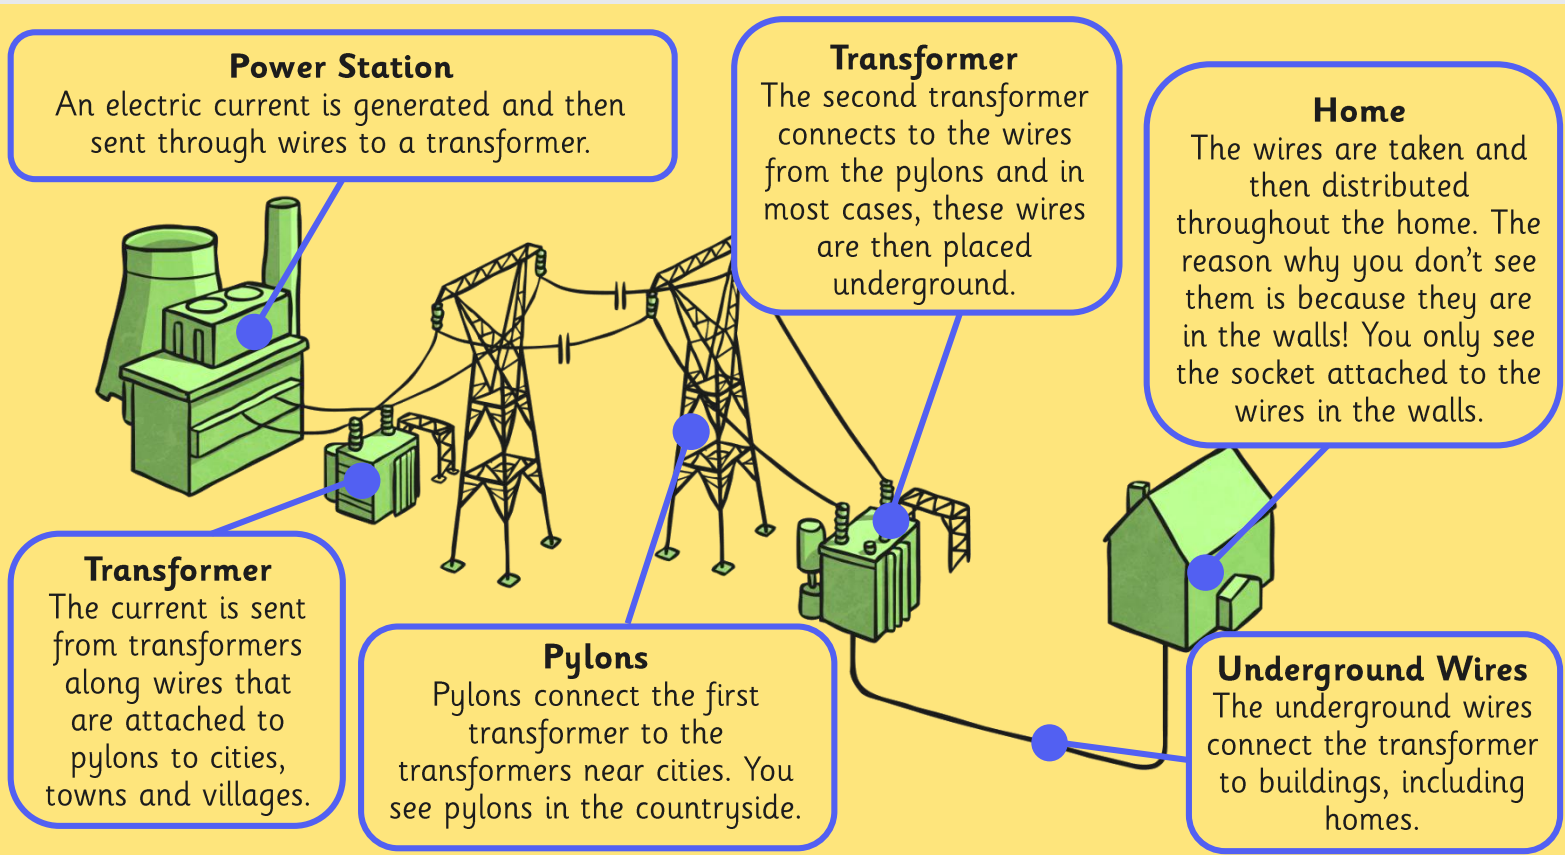 Power Station
An electric current is generated and then
sent through wires to a transformer.
Transformer
The second transformer
connects to the wires
from the pylons and in
most cases, these wires
are then placed
underground.
Home
The wires are taken and
then distributed
throughout the home. The
reason why you don't see
them is because they are
in the walls! You only see
the socket attached to the
wires in the walls.
Transformer
The current is sent
from transformers
along wires that
are attached to
pylons to cities,
towns and villages.
Pylons
Pylons connect the first
transformer to the
transformers near cities. You
see pylons in the countryside.
Underground Wires
The underground wires
connect the transformer
to buildings, including
homes.